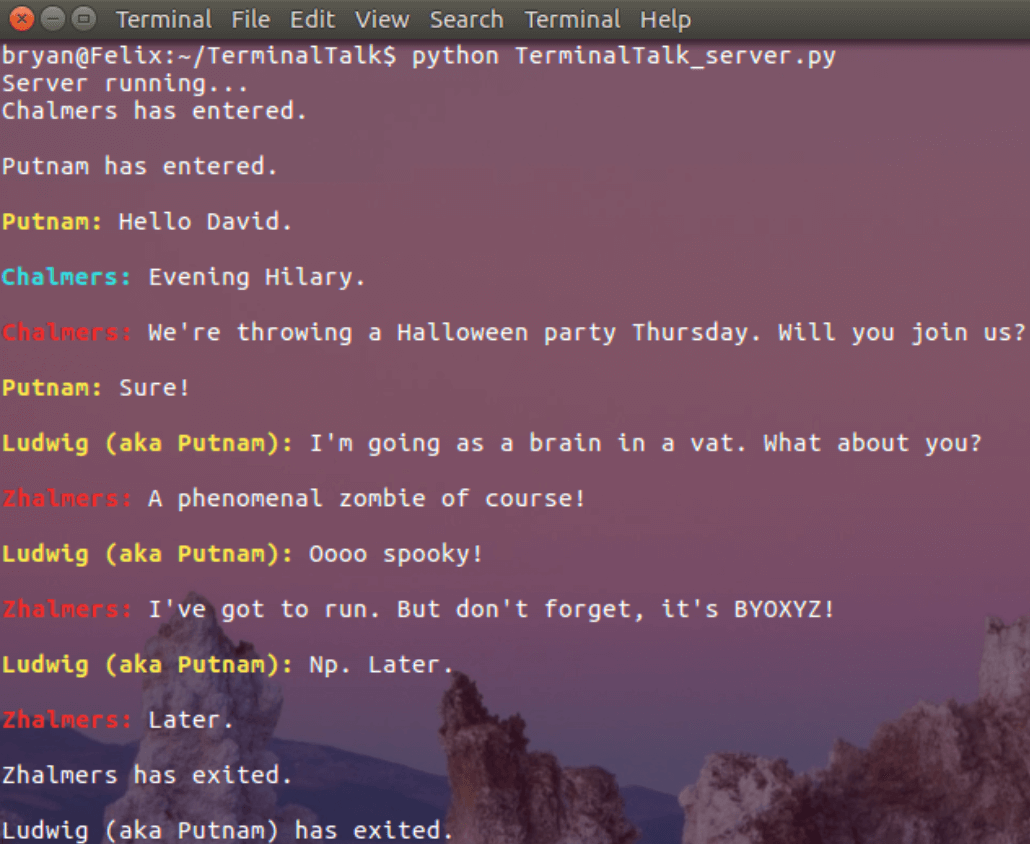 Terminal File Edit View Search Terminal Help
bryan@Felix:~/TerminalTalk$ python TerminalTalk_server.py
Server running...
Chalmers has entered.
Putnam has entered.
Putnam: Hello David.
Chalmers: Evening Hilary.
Chalmers: We're throwing a Halloween party Thursday. Will you join us?
Putnam: Sure!
Ludwig (aka Putnam): I'm going as a brain in a vat. What about you?
Zhalmers: A phenomenal zombie of course!
Ludwig (aka Putnam): Oooo spooky!
Zhalmers: I've got to run. But don't forget, it's BYOXYZ!
Ludwig (aka Putnam): Np. Later.
Zhalmers: Later.
Zhalmers has exited.
Ludwig (aka Putnam) has exited.